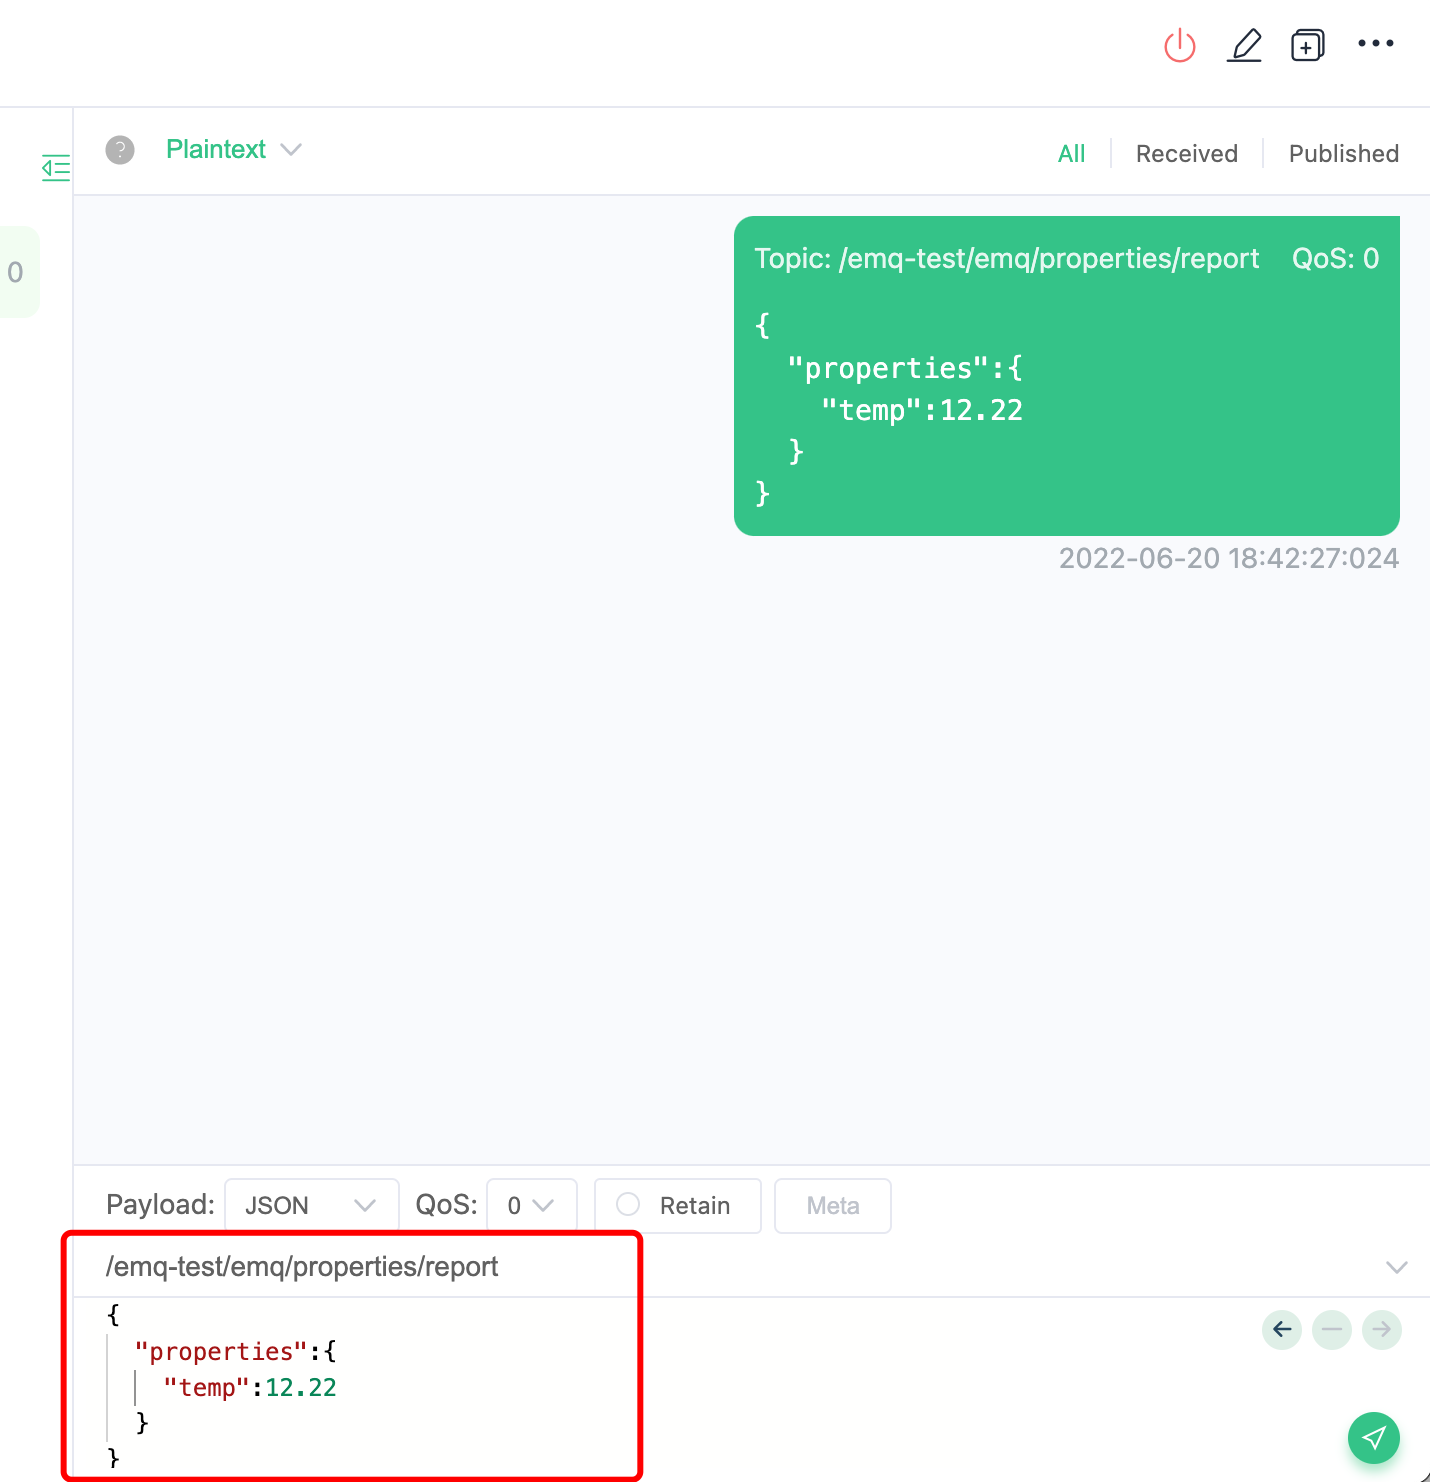 Plaintext
All
Received
Published
0
Topic: /emq-test/emq/properties/report QoS: 0
{
"properties":{
"temp":12.22
}
}
2022-06-20 18:42:27:024
Payload: JSON QoS: 0 Retain Meta
/emq-test/emq/properties/report
{
"properties":{
"temp":12.22
}
}